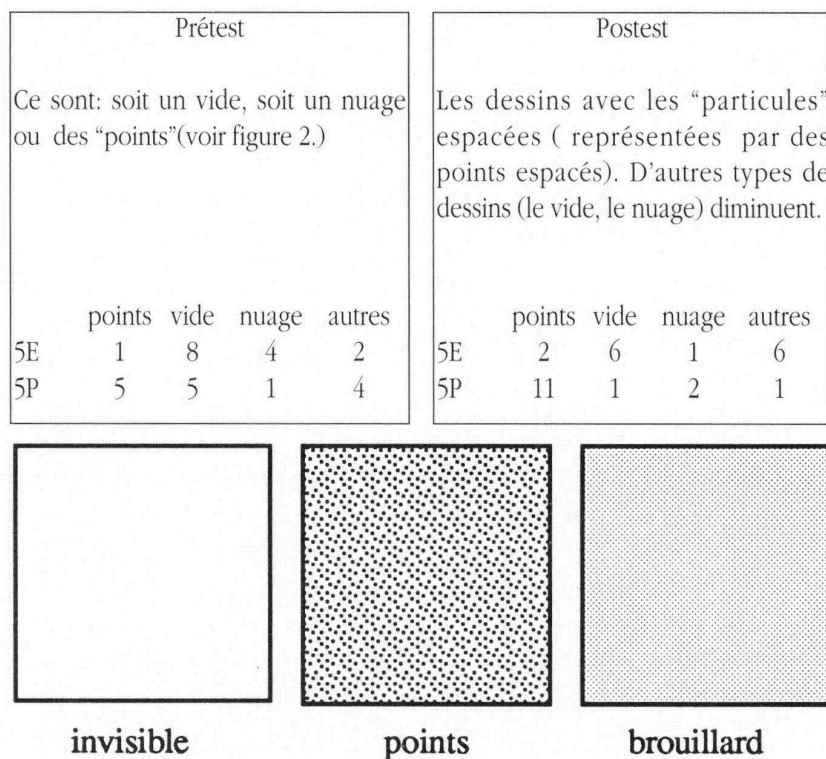 Prétest
Ce sont: soit un vide, soit un nuage
ou des “points”(voir figure 2.)
points vide nuage autres
5E 1 8 4 2
5P 5 5 1 4
Postest
Les dessins avec les “particules”
espacées ( représentées par des
points espacés). D'autres types de
dessins (le vide, le nuage) diminuent.
points vide nuage autres
5E 2 6 1 6
5P 11 1 2 1
invisible
points
brouillard